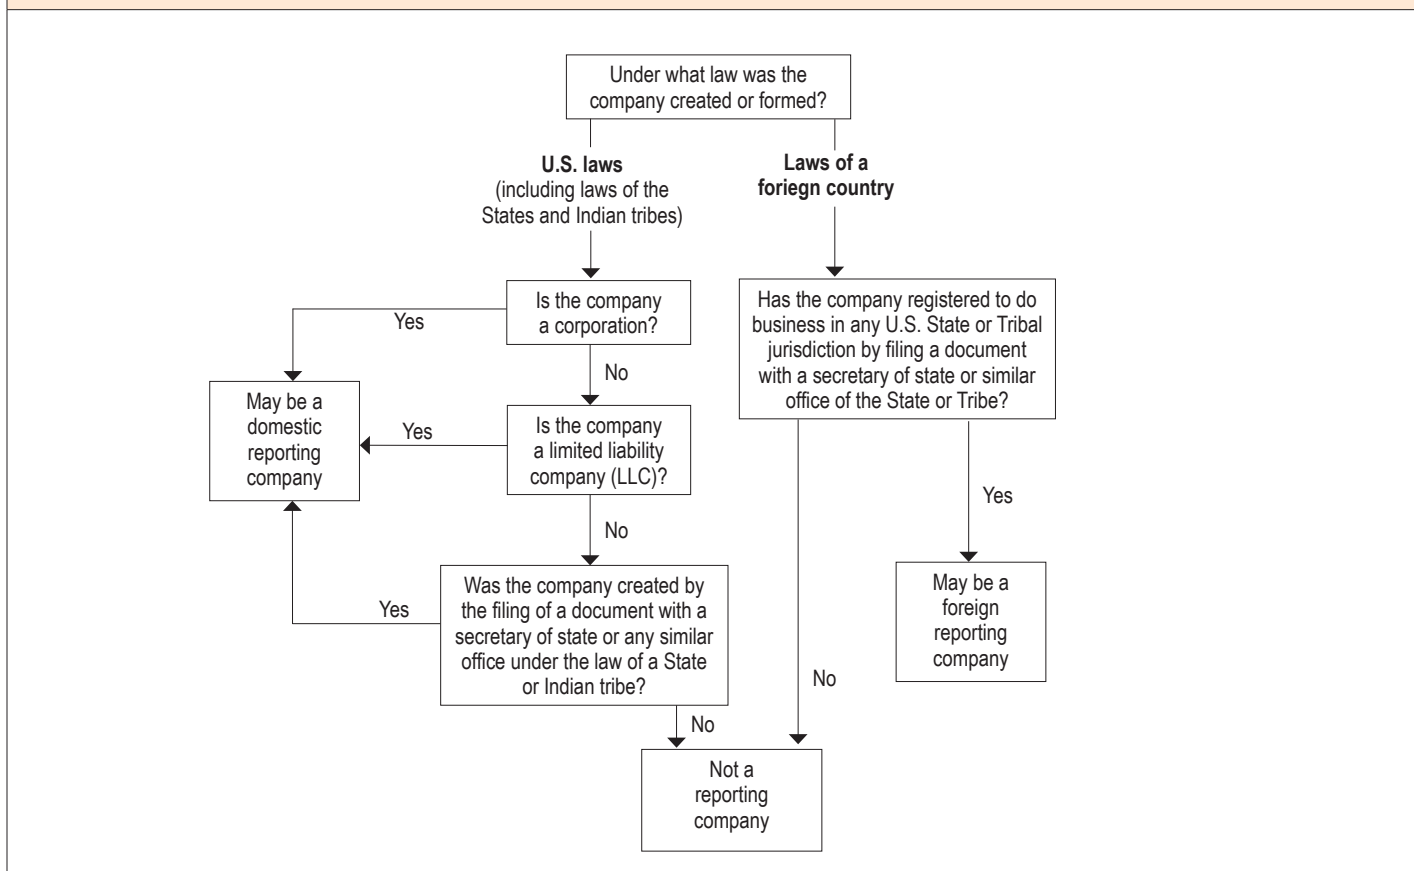 Under what law was the
company created or formed?
U.S. laws
(including laws of the
States and Indian tribes)
Laws of a
foriegn country
Is the company
a corporation?
Yes
No
Has the company registered to do
business in any U.S. State or Tribal
jurisdiction by filing a document
with a secretary of state or similar
office of the State or Tribe?
May be a
domestic
reporting
company
Yes
Is the company
a limited liability
company (LLC)?
No
Yes
May be a
foreign
reporting
company
Was the company created by
the filing of a document with a
secretary of state or any similar
office under the law of a State
or Indian tribe?
Yes
No
No
Not a
reporting
company